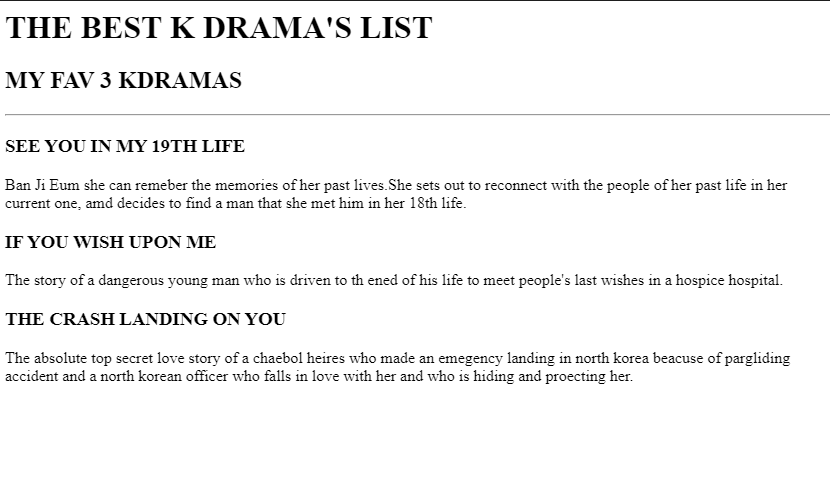 THE BEST K DRAMA'S LIST
MY FAV 3 KDRAMAS
SEE YOU IN MY 19TH LIFE
Ban Ji Eum she can remeber the memories of her past lives.She sets out to reconnect with the people of her past life in her
current one, amd decides to find a man that she met him in her 18th life.
IF YOU WISH UPON ME
The story of a dangerous young man who is driven to th ened of his life to meet people's last wishes in a hospice hospital.
THE CRASH LANDING ON YOU
The absolute top secret love story of a chaebol heires who made an emegency landing in north korea beacuse of pargliding
accident and a north korean officer who falls in love with her and who is hiding and proecting her.